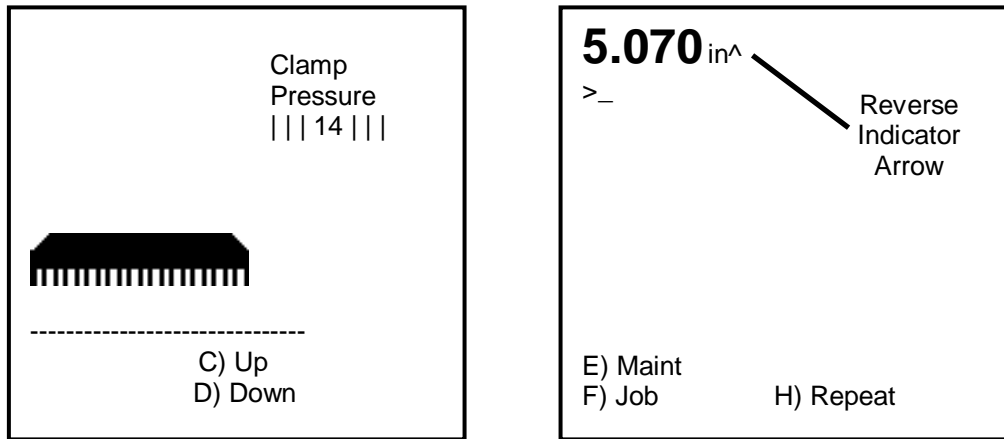 Clamp
Pressure
| | | 14 | | |
------------------------------
C) Up
D) Down
5.070 in^
>_
Reverse
Indicator
Arrow
E) Maint
F) Job H) Repeat